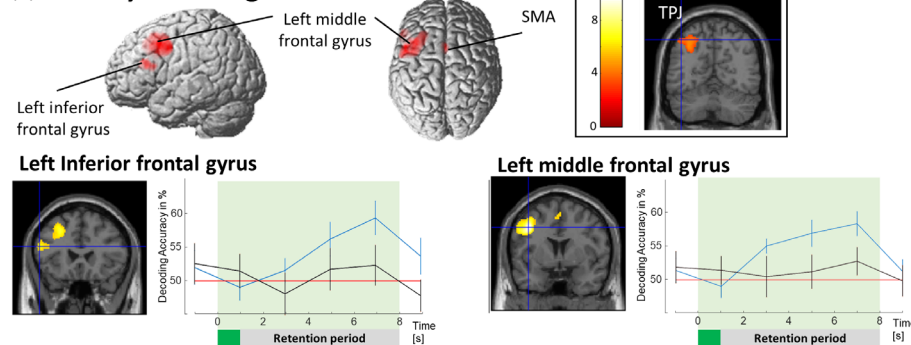 Left middle
frontal gyrus
SMA
TPJ
8
4
0
Left inferior
frontal gyrus
Left Inferior frontal gyrus
Decoding Accuracy in %
60
55
50
0 2 4 6 8 Time
[s]
Retention period
Left middle frontal gyrus
Decoding Accuracy in %
60
55
50
0 2 4 6 8 Time
[s]
Retention period